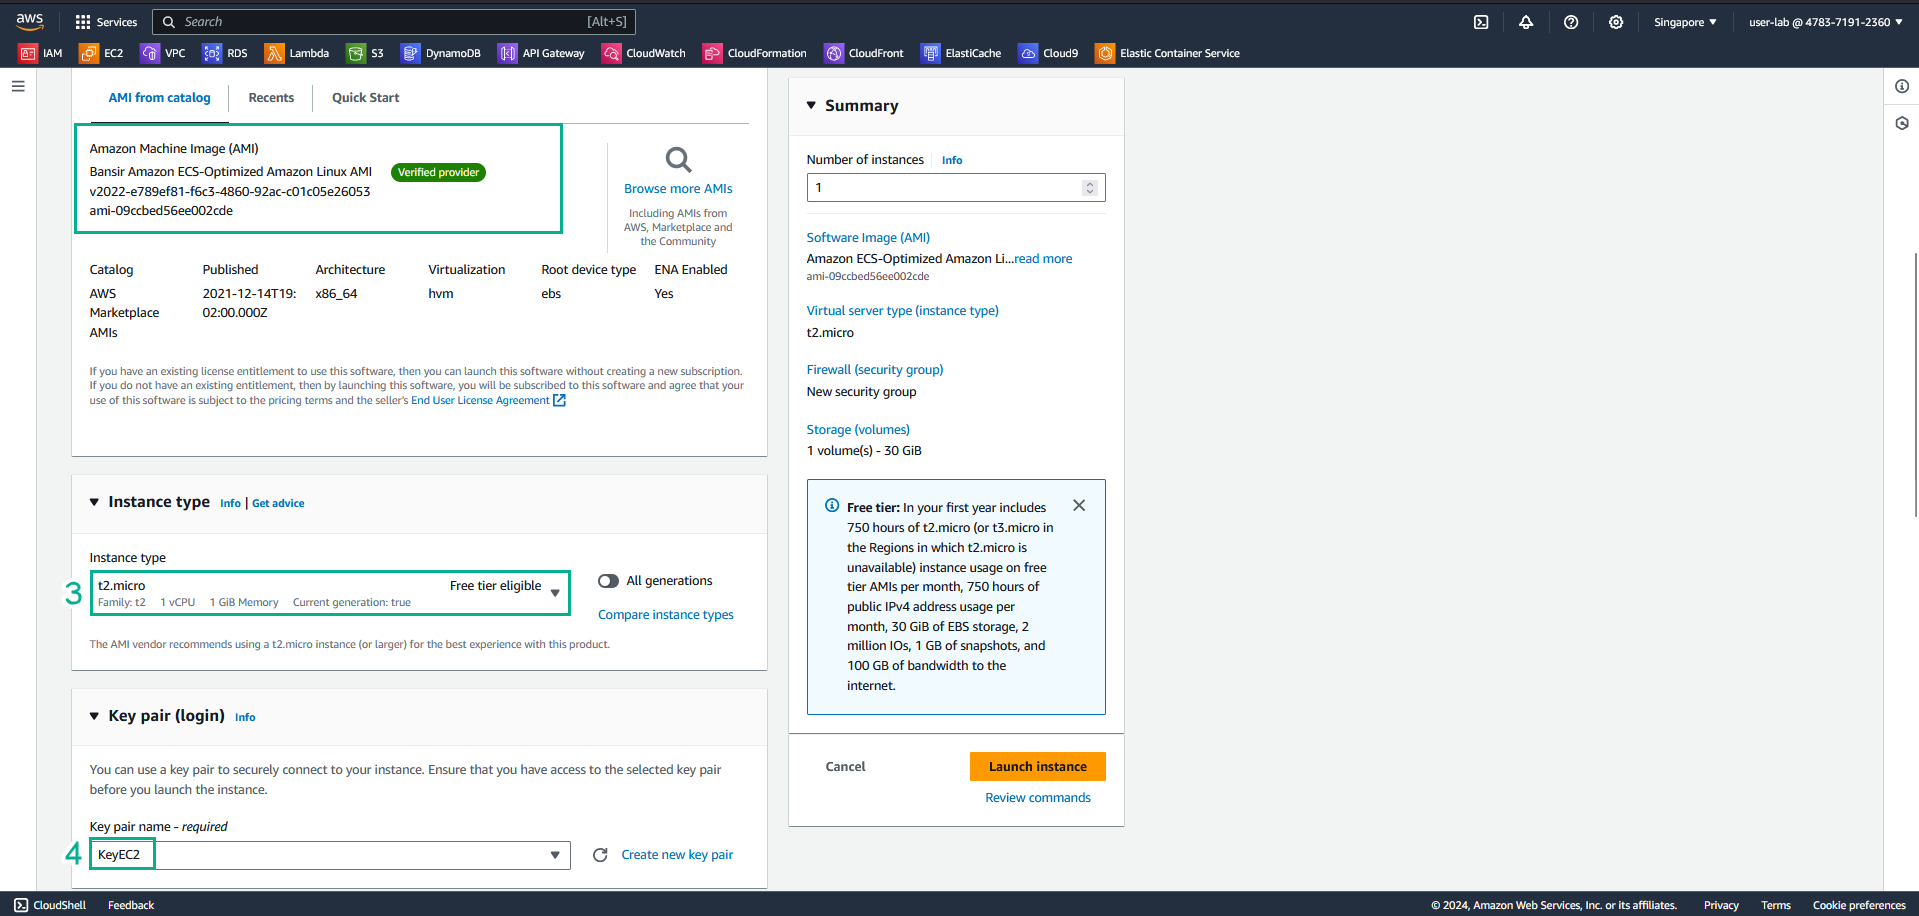 aws
Services
Search
[Alt+S]
Singapore
user-lab @ 4783-7191-2360
IAM
EC2
VPC
RDS
Lambda
S3
DynamoDB
API Gateway
CloudWatch
CloudFormation
CloudFront
ElastiCache
Cloud9
Elastic Container Service
AMI from catalog
Recents
Quick Start
Amazon Machine Image (AMI)
Bansir Amazon ECS-Optimized Amazon Linux AMI
Verified provider
v2022-e789ef81-f6c3-4860-92ac-c01c05e26053
ami-09ccbed56ee002cde
Browse more AMIs
Including AMIs from
AWS, Marketplace and
the Community
Catalog
AWS
Marketplace
AMIs
Published
2021-12-14T19:
02:00.000Z
Architecture
x86_64
Virtualization
hvm
Root device type
ebs
ENA Enabled
Yes
If you have an existing license entitlement to use this software, then you can launch this software without creating a new subscription.
If you do not have an existing entitlement, then by launching this software, you will be subscribed to this software and agree that your
use of this software is subject to the pricing terms and the seller's End User License Agreement
Instance type Info | Get advice
Instance type
3
t2.micro
Free tier eligible
Family: t2 1 vCPU 1 GiB Memory Current generation: true
All generations
Compare instance types
The AMI vendor recommends using a t2.micro instance (or larger) for the best experience with this product.
Key pair (login) Info
You can use a key pair to securely connect to your instance. Ensure that you have access to the selected key pair
before you launch the instance.
Key pair name - required
4
KeyEC2
Create new key pair
Summary
Number of instances Info
1
Software Image (AMI)
Amazon ECS-Optimized Amazon Li...read more
ami-09ccbed56ee002cde
Virtual server type (instance type)
t2.micro
Firewall (security group)
New security group
Storage (volumes)
1 volume(s) - 30 GiB
Free tier: In your first year includes
750 hours of t2.micro (or t3.micro in
the Regions in which t2.micro is
unavailable) instance usage on free
tier AMIs per month, 750 hours of
public IPv4 address usage per
month, 30 GiB of EBS storage, 2
million IOs, 1 GB of snapshots, and
100 GB of bandwidth to the
internet.
Cancel
Launch instance
Review commands
CloudShell
Feedback
© 2024, Amazon Web Services, Inc. or its affiliates.
Privacy
Terms
Cookie preferences